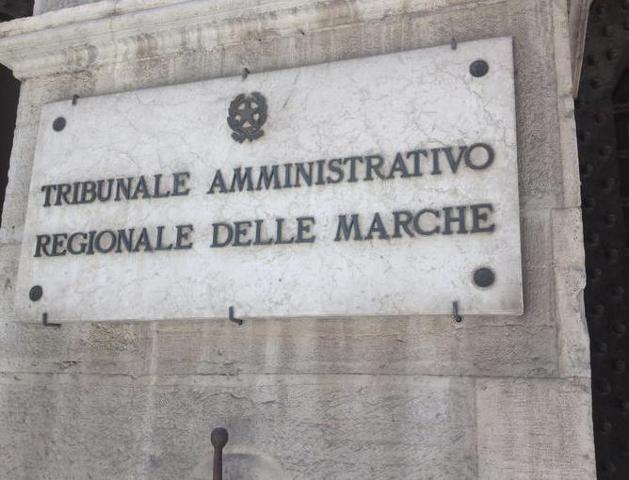 TRIBUNALE AMMINISTRATIVO
REGIONALE DELLE MARCHE